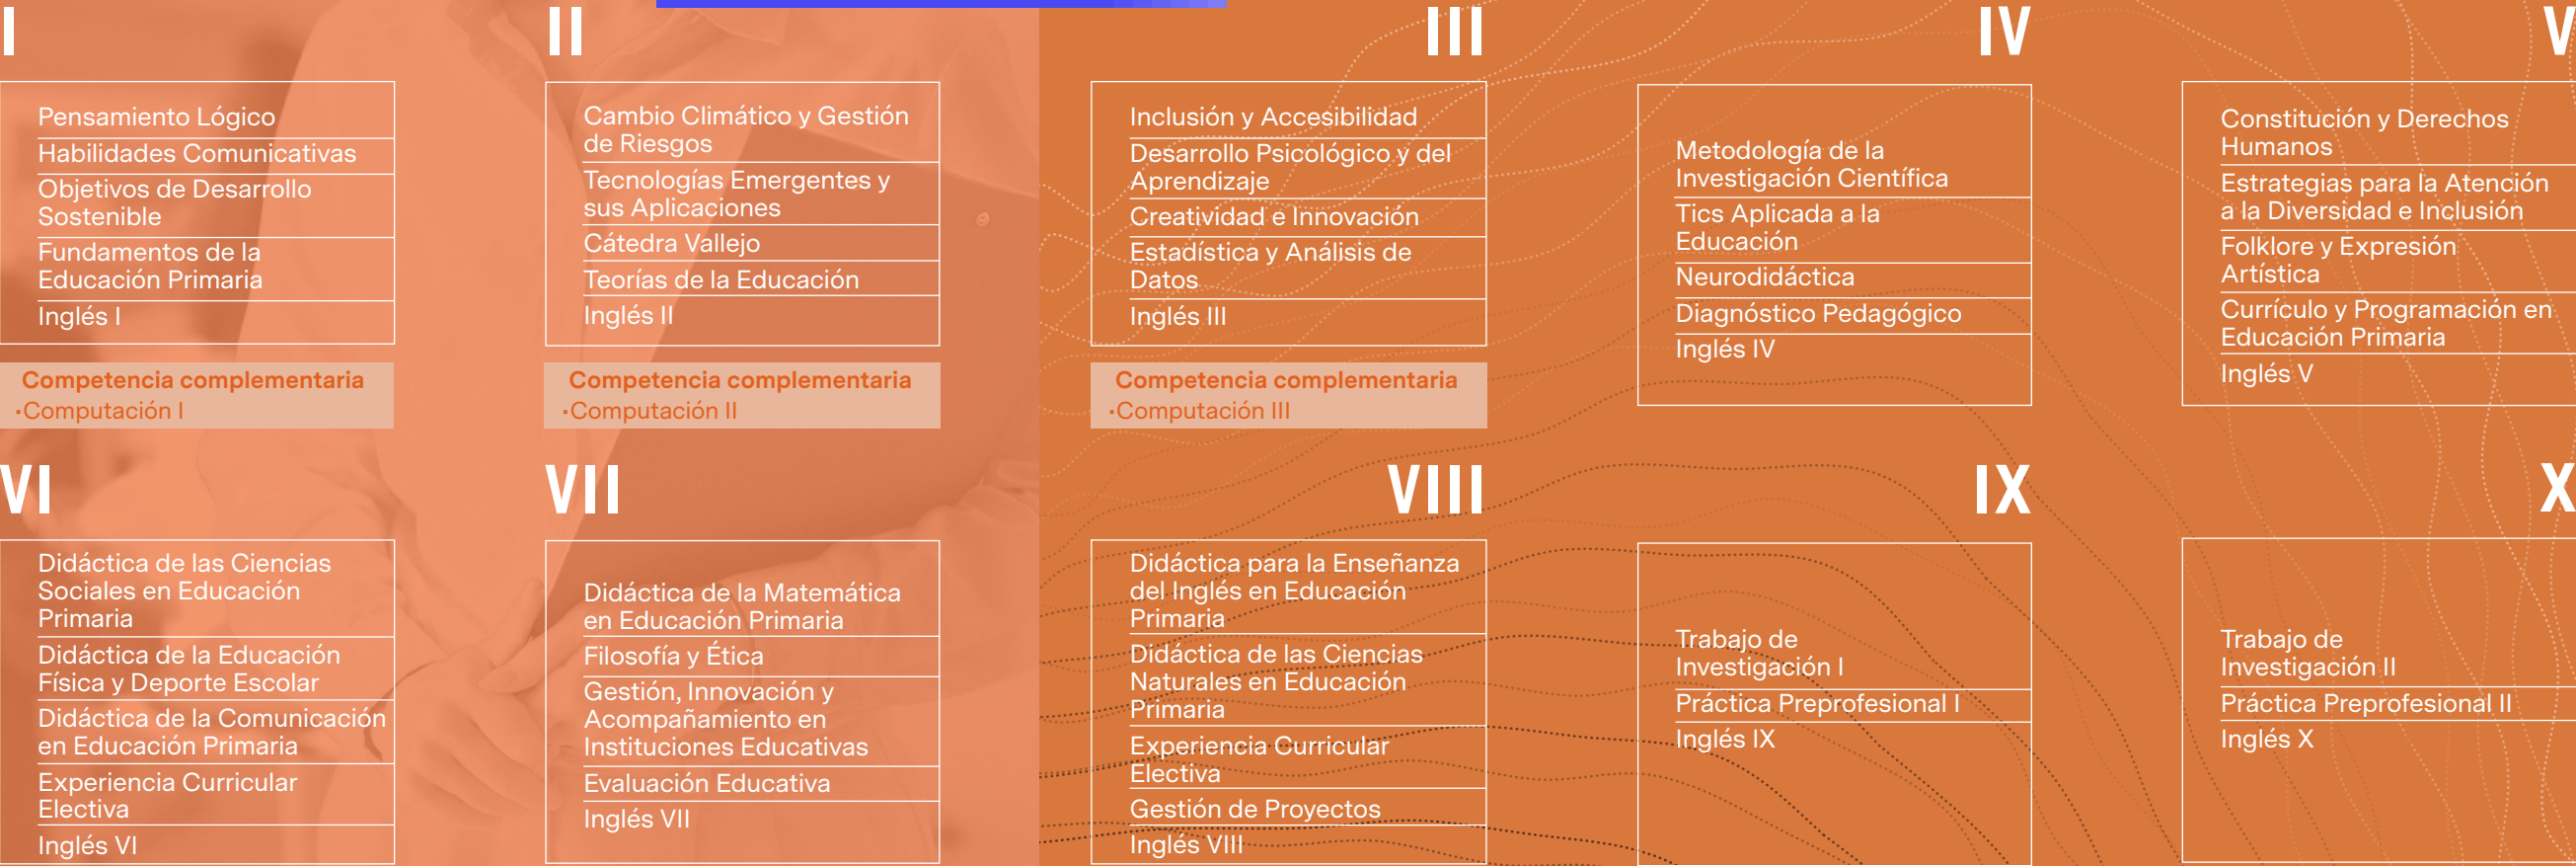 I
Pensamiento Lógico
Habilidades Comunicativas
Objetivos de Desarrollo
Sostenible
Fundamentos de la
Educación Primaria
Inglés I
Competencia complementaria
·Computación I
II
Cambio Climático y Gestión
de Riesgos
Tecnologías Emergentes y
sus Aplicaciones
Cátedra Vallejo
Teorías de la Educación
Inglés II
Competencia complementaria
·Computación II
III
Inclusión y Accesibilidad
Desarrollo Psicológico y del
Aprendizaje
Creatividad e Innovación
Estadística y Análisis de
Datos
Inglés III
Competencia complementaria
·Computación III
IV
Metodología de la
Investigación Científica
Tics Aplicada a la
Educación
Neurodidáctica
Diagnóstico Pedagógico
Inglés IV
V
Constitución y Derechos
Humanos
Estrategias para la Atención
a la Diversidad e Inclusión
Folklore y Expresión
Artística
Currículo y Programación en
Educación Primaria
Inglés V
VI
Didáctica de las Ciencias
Sociales en Educación
Primaria
Didáctica de la Educación
Física y Deporte Escolar
Didáctica de la Comunicación
en Educación Primaria
Experiencia Curricular
Electiva
Inglés VI
VII
Didáctica de la Matemática
en Educación Primaria
Filosofía y Ética
Gestión, Innovación y
Acompañamiento en
Instituciones Educativas
Evaluación Educativa
Inglés VII
VIII
Didáctica para la Enseñanza
del Inglés en Educación
Primaria
Didáctica de las Ciencias
Naturales en Educación
Primaria
Experiencia Curricular
Electiva
Gestión de Proyectos
Inglés VIII
IX
Trabajo de
Investigación I
Práctica Preprofesional I
Inglés IX
X
Trabajo de
Investigación II
Práctica Preprofesional II
Inglés X